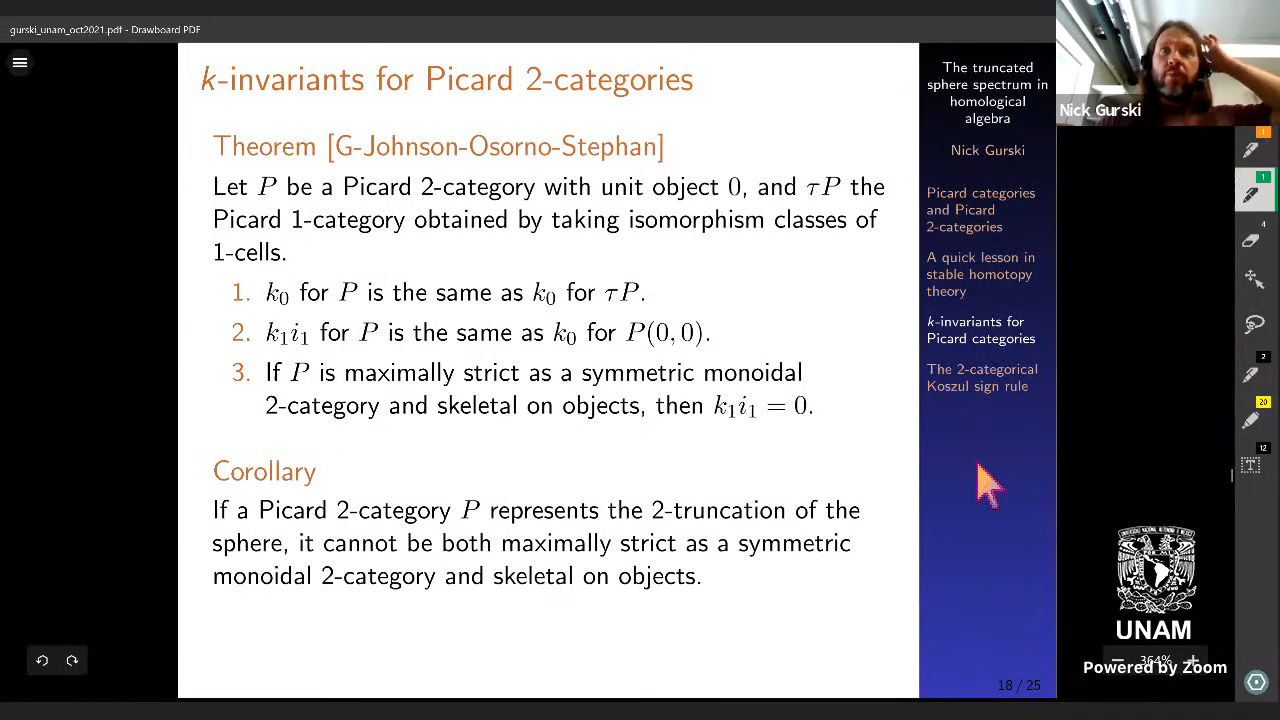 gurski_unam_oct2021.pdf - Drawboard PDF
k-invariants for Picard 2-categories
Theorem [G-Johnson-Osorno-Stephan]
Let P be a Picard 2-category with unit object 0, and τP the
Picard 1-category obtained by taking isomorphism classes of
1-cells.
1. k₀ for P is the same as k₀ for τP.
2. k₁i₁ for P is the same as k₀ for P(0, 0).
3. If P is maximally strict as a symmetric monoidal
2-category and skeletal on objects, then k₁i₁ = 0.
Corollary
If a Picard 2-category P represents the 2-truncation of the
sphere, it cannot be both maximally strict as a symmetric
monoidal 2-category and skeletal on objects.
The truncated
sphere spectrum in
homological
algebra
Nick Gurski
Picard categories
and Picard
2-categories
A quick lesson in
stable homotopy
theory
k-invariants for
Picard categories
The 2-categorical
Koszul sign rule
18 / 25
Nick Gurski
1
1
4
2
20
12
T
UNAM
364%
Powered by Zoom